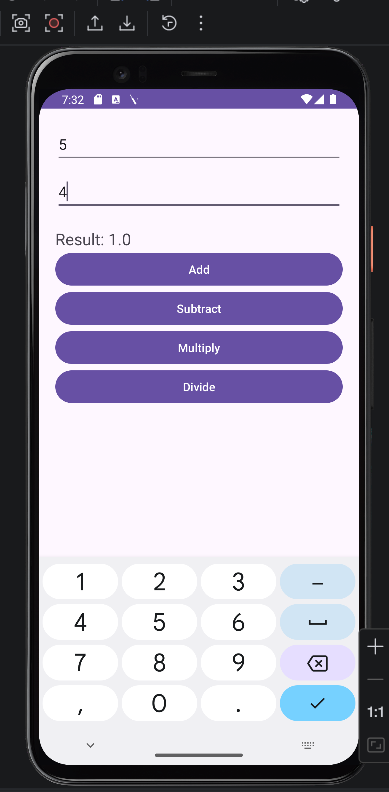 7:32
5
4
Result: 1.0
Add
Subtract
Multiply
Divide
1 2 3 –
4 5 6
7 8 9
, 0 .
1:1